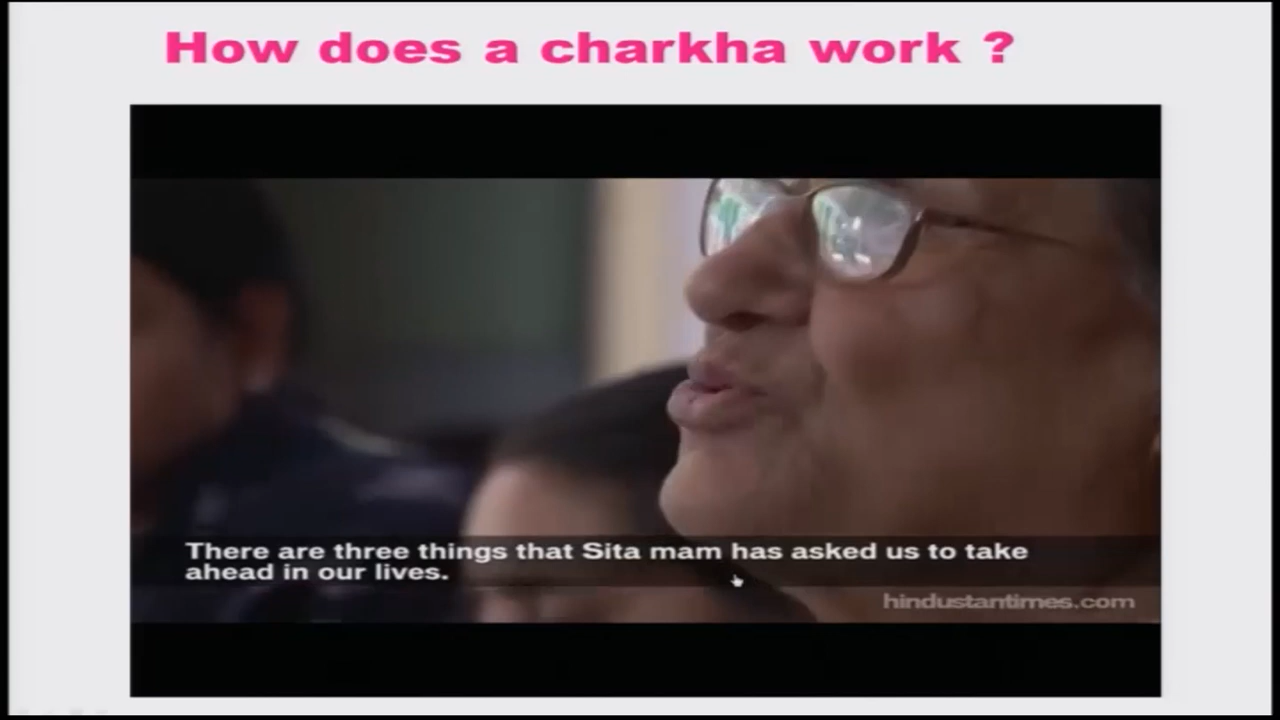 How does a charkha work ?
There are three things that Sita mam has asked us to take
ahead in our lives.
hindustantimes.com